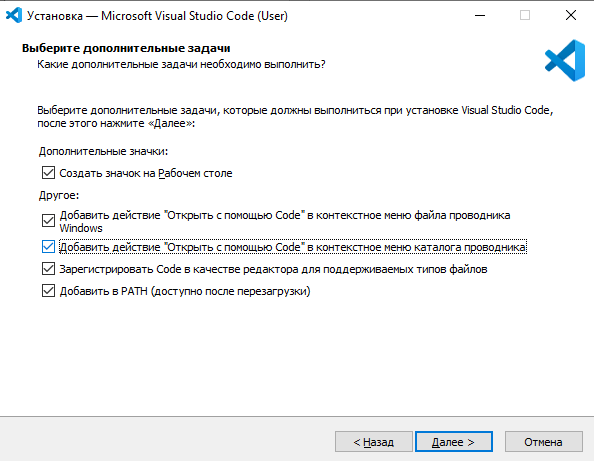 Установка — Microsoft Visual Studio Code (User)
Выберите дополнительные задачи
Какие дополнительные задачи необходимо выполнить?
Выберите дополнительные задачи, которые должны выполниться при установке Visual Studio Code,
после этого нажмите «Далее»:
Дополнительные значки:
Создать значок на Рабочем столе
Другое:
Добавить действие "Открыть с помощью Code" в контекстное меню файла проводника
Windows
Добавить действие "Открыть с помощью Code" в контекстное меню каталога проводника
Зарегистрировать Code в качестве редактора для поддерживаемых типов файлов
Добавить в PATH (доступно после перезагрузки)
< Назад
Далее >
Отмена